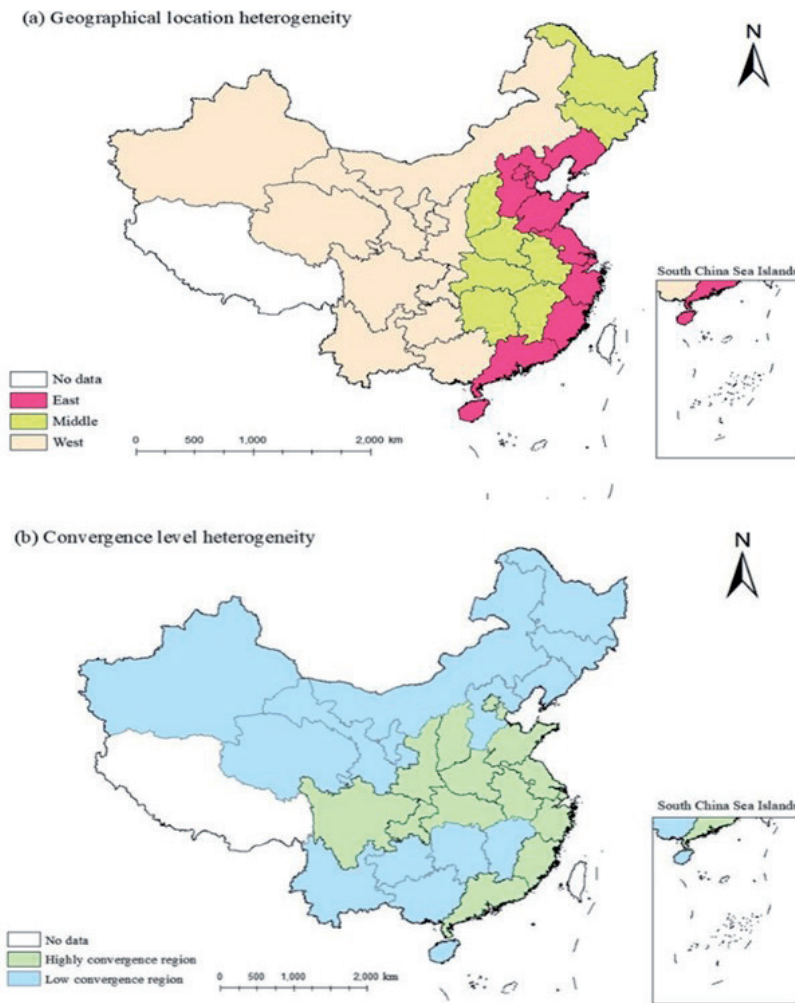 (a) Geographical location heterogeneity
N
South China Sea Islands
No data
East
Middle
West
0 500 1,000 2,000 km
(b) Convergence level heterogeneity
N
South China Sea Islands
No data
Highly convergence region
Low convergence region
0 500 1,000 2,000 km